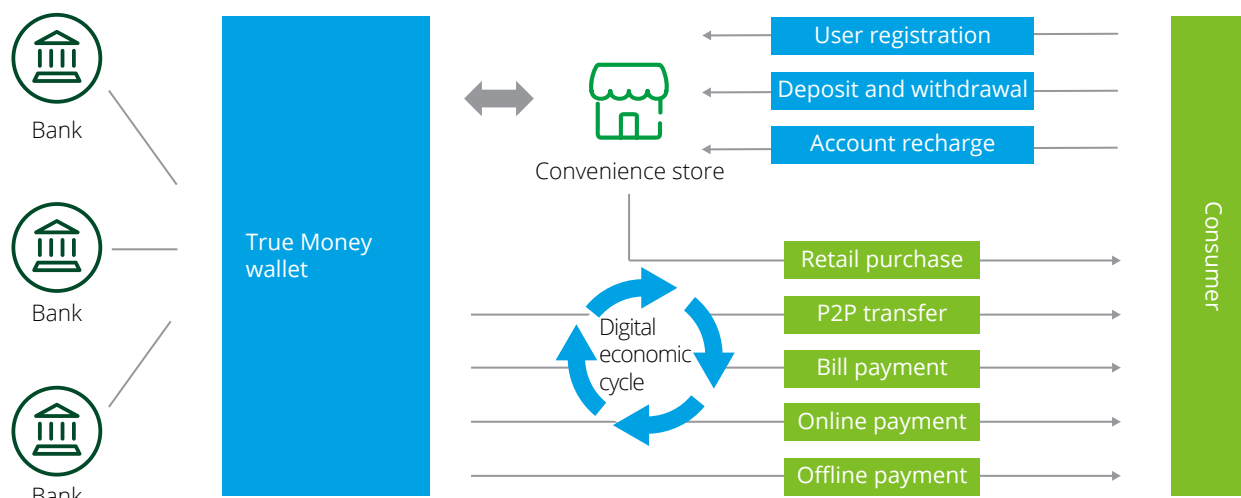 Bank
Bank
Bank
True Money
wallet
Convenience store
User registration
Deposit and withdrawal
Account recharge
Retail purchase
P2P transfer
Bill payment
Online payment
Offline payment
Digital
economic
cycle
Consumer